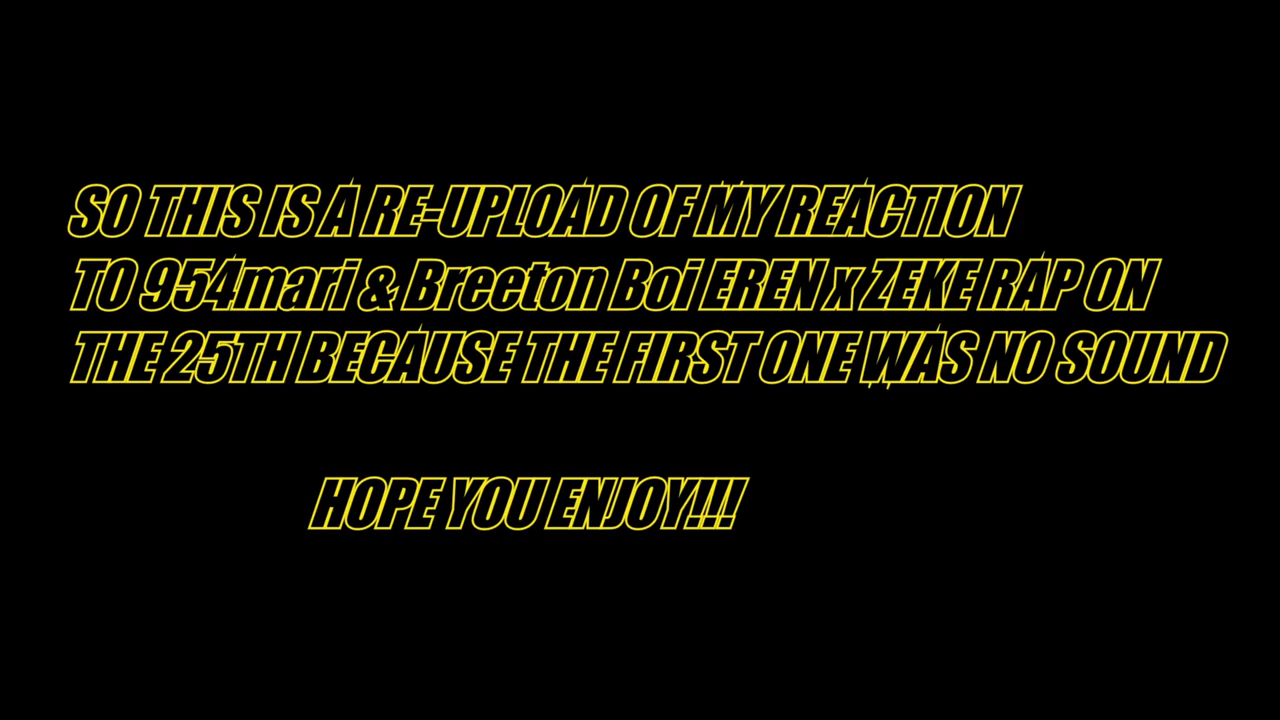 SO THIS IS A RE-UPLOAD OF MY REACTION
TO 954mari & Breeton Boi EREN x ZEKE RAP ON
THE 25TH BECAUSE THE FIRST ONE WAS NO SOUND
HOPE YOU ENJOY!!!